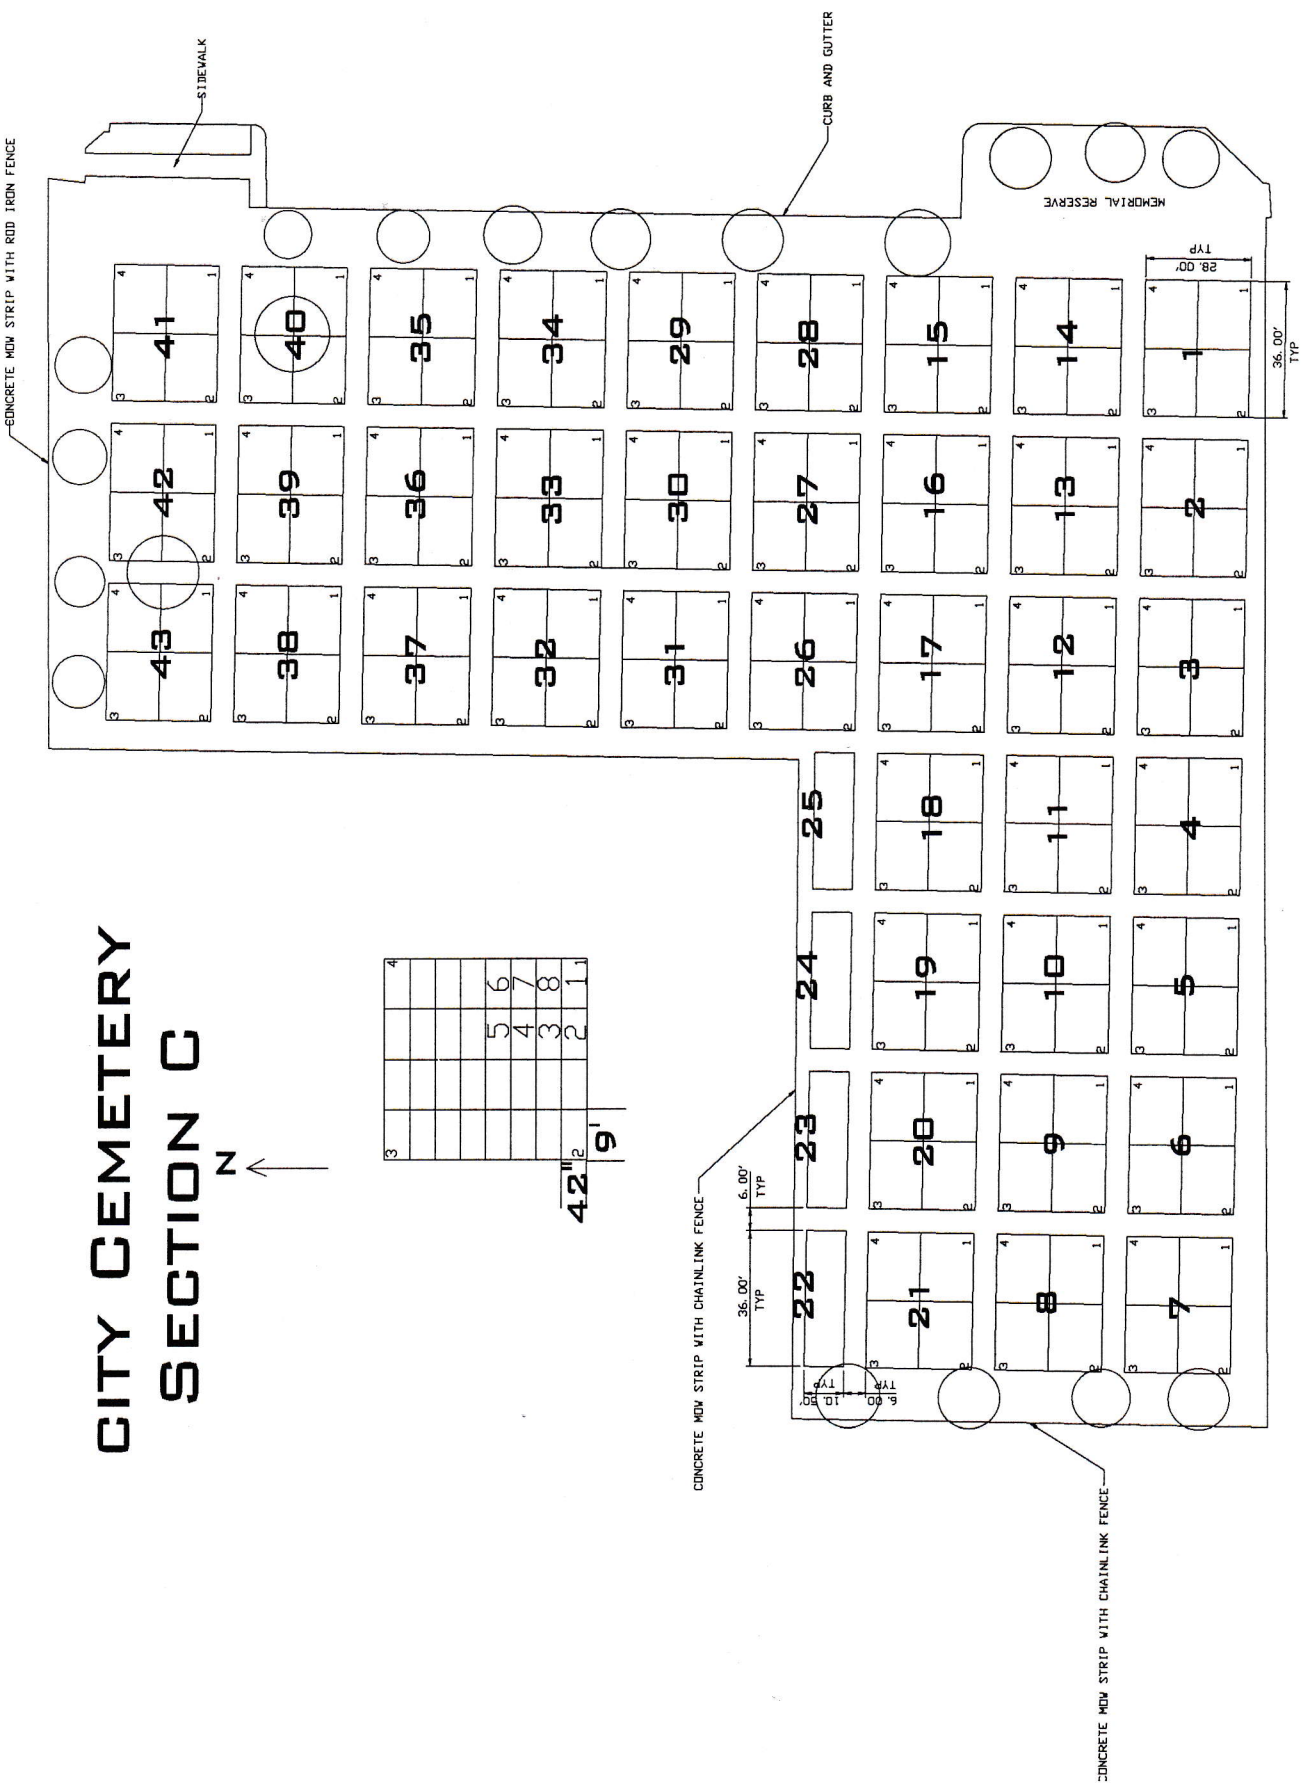 CITY CEMETERY
SECTION C
N
CONCRETE MOW STRIP WITH ROD IRON FENCE
SIDEWALK
CURB AND GUTTER
MEMORIAL RESERVE
CONCRETE MOW STRIP WITH CHAINLINK FENCE
CONCRETE MOW STRIP WITH CHAINLINK FENCE
4
6 7 8 1
5 4 3 2
3
2
42" 9'
43 42 41
38 39 40
37 36 35
32 33 34
31 30 29
26 27 28
22 23 24 25
21 20 19 18 17 16 15
8 9 10 11 12 13 14
7 6 5 4 3 2 1
4 1
3 2
36.00'
TYP
6.00'
TYP
10.50'
TYP
6.00'
TYP
28.00'
TYP
36.00'
TYP